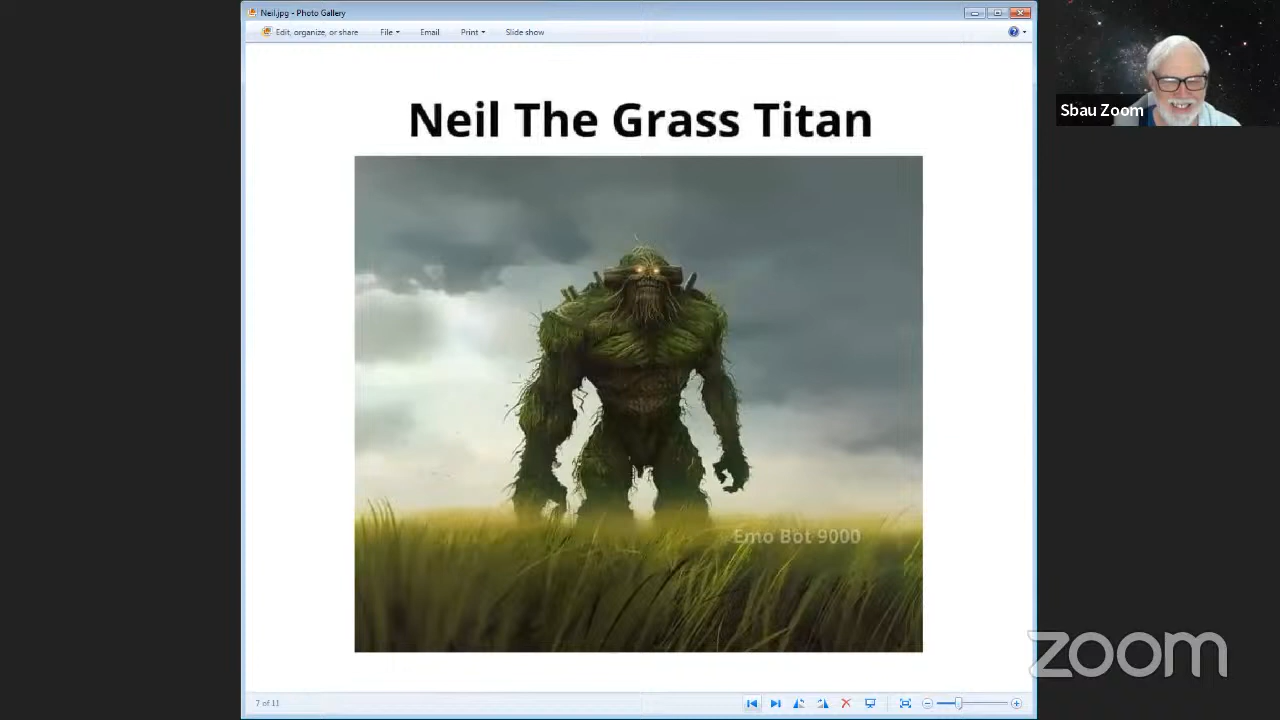 Neil.jpg - Photo Gallery
Edit, organize, or share File Email Print Slide show
Sbau Zoom
Neil The Grass Titan
Emo Bot 9000
zoom
7 of 11